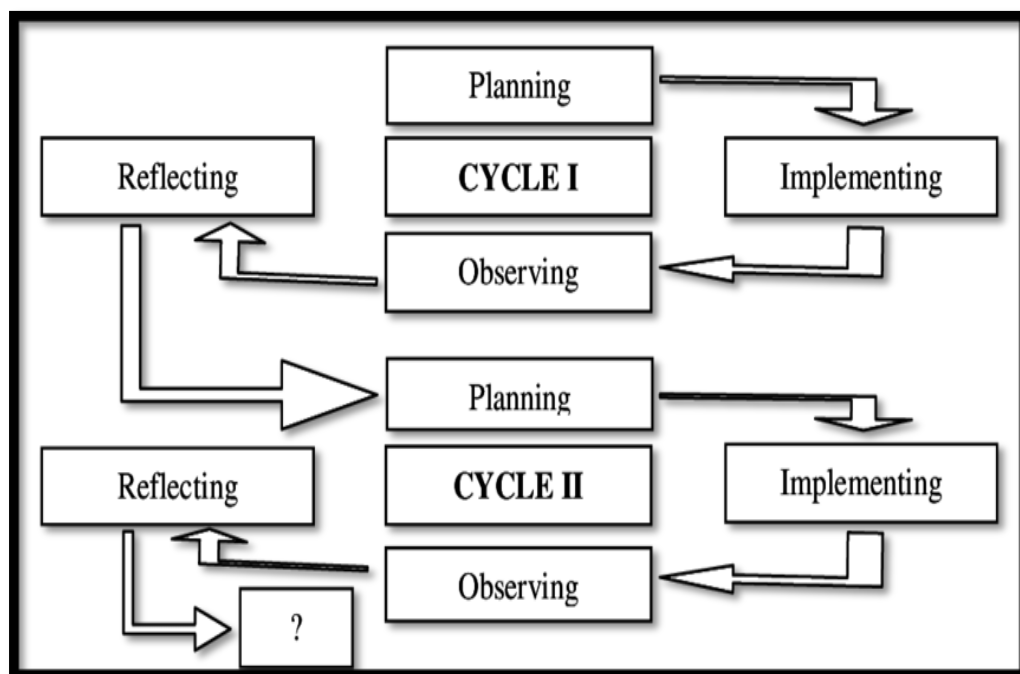 Planning
Reflecting
CYCLE I
Implementing
Observing
Planning
Reflecting
CYCLE II
Implementing
Observing
?